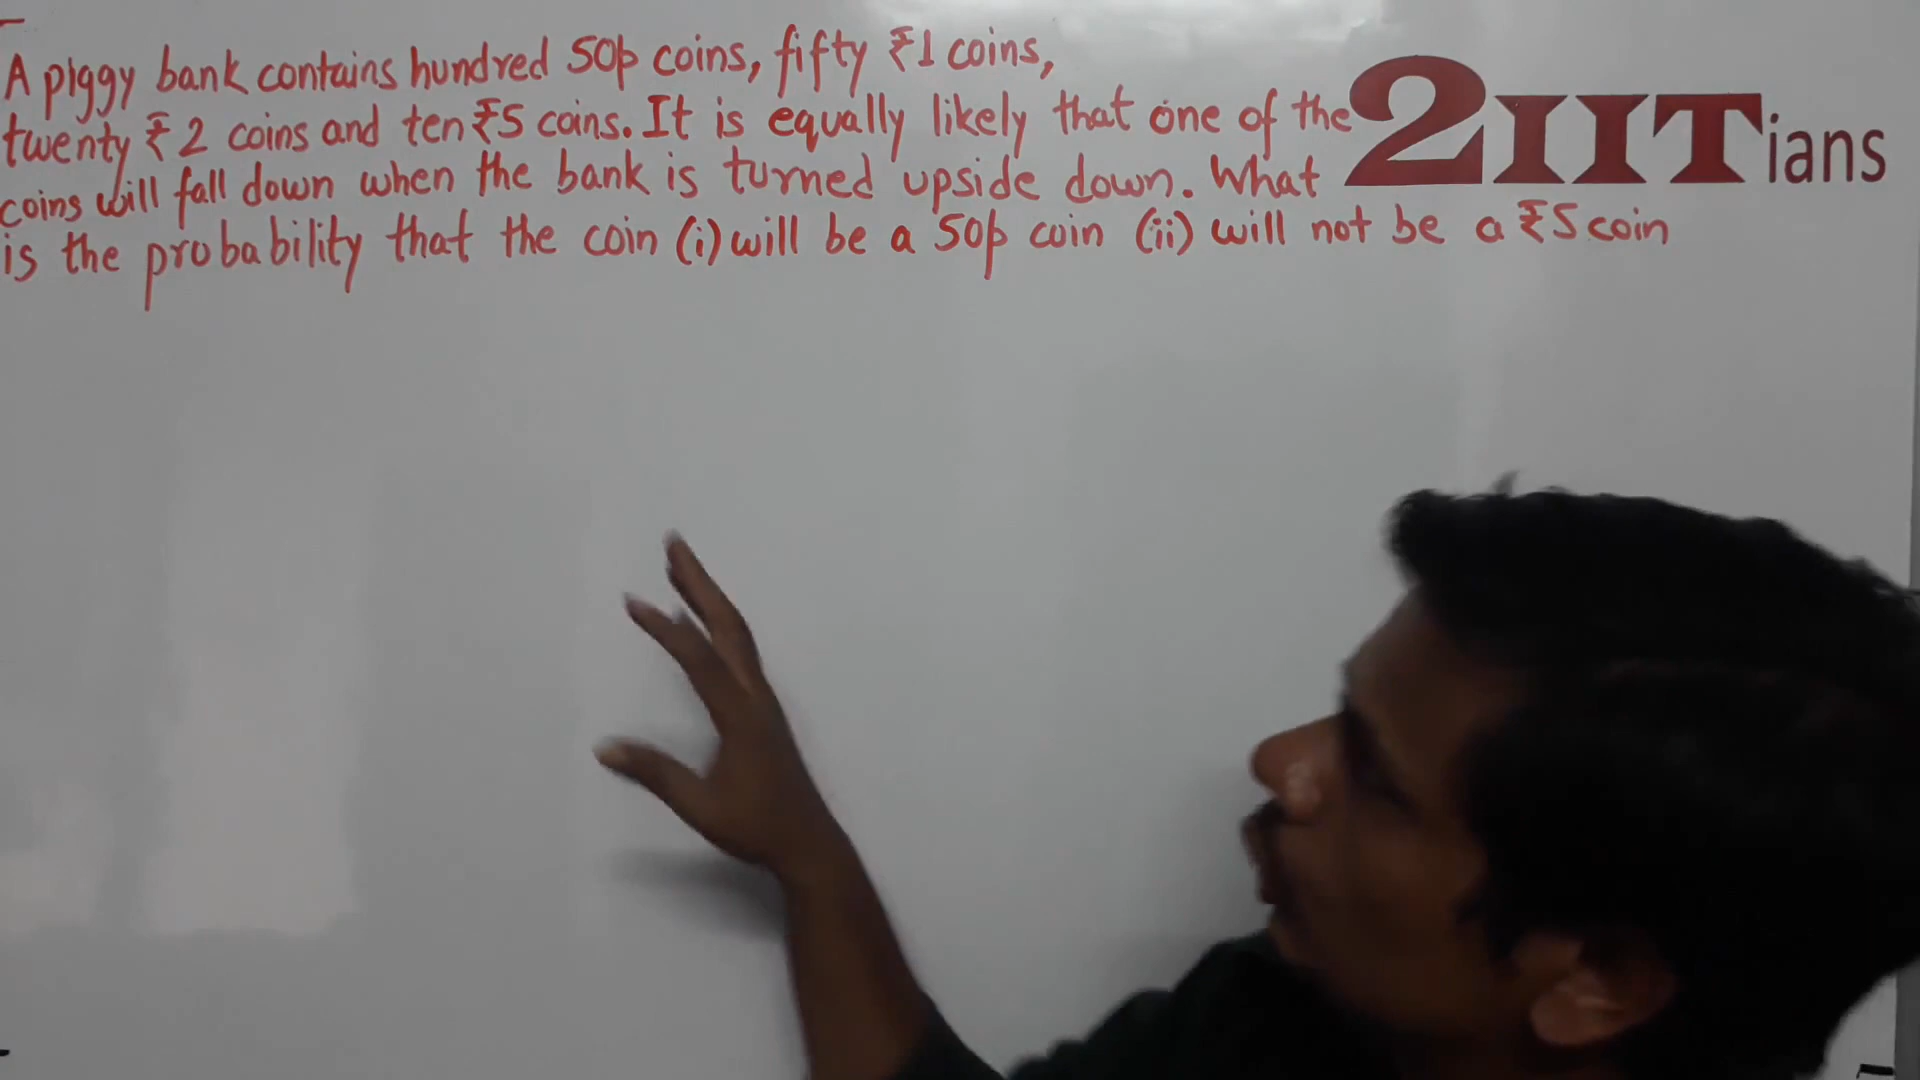 A piggy bank contains hundred 50p coins, fifty ₹1 coins,
twenty ₹2 coins and ten ₹5 coins. It is equally likely that one of the
coins will fall down when the bank is turned upside down. What
is the probability that the coin (i) will be a 50p coin (ii) will not be a ₹5 coin
2IITians